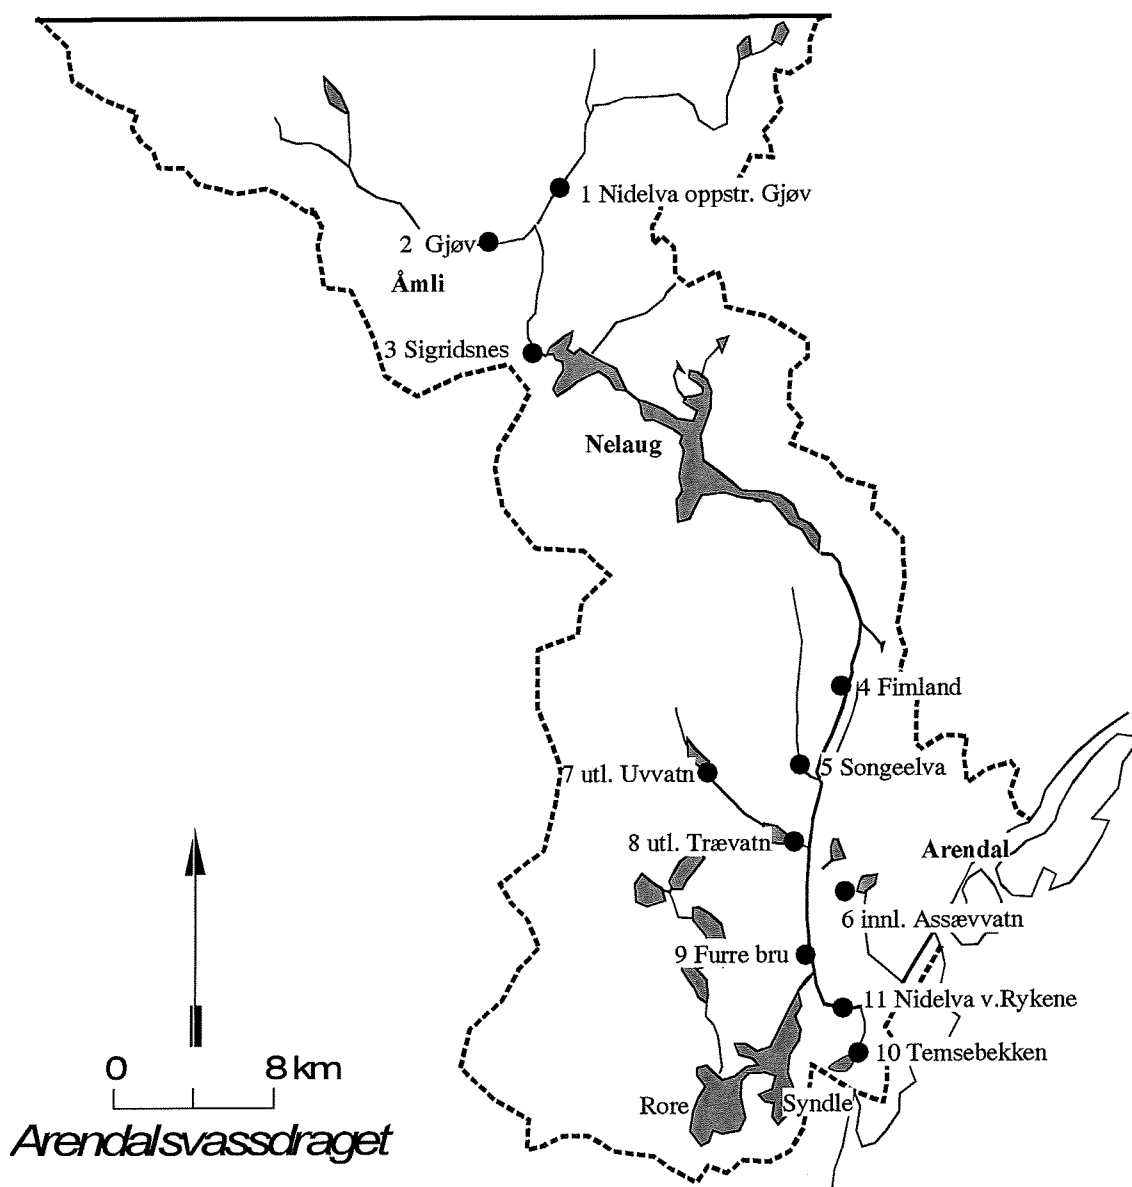 1 Nidelva oppstr. Gjøv
2 Gjøv
Åmli
3 Sigridsnes
Nelaug
4 Fimland
5 Songeelva
7 utl. Uvvatn
8 utl. Trævatn
Arendal
6 innl. Assævvatn
9 Furre bru
11 Nidelva v.Rykene
10 Temsebekken
0 8 km
Rore
Syndle
Arendalsvassdraget